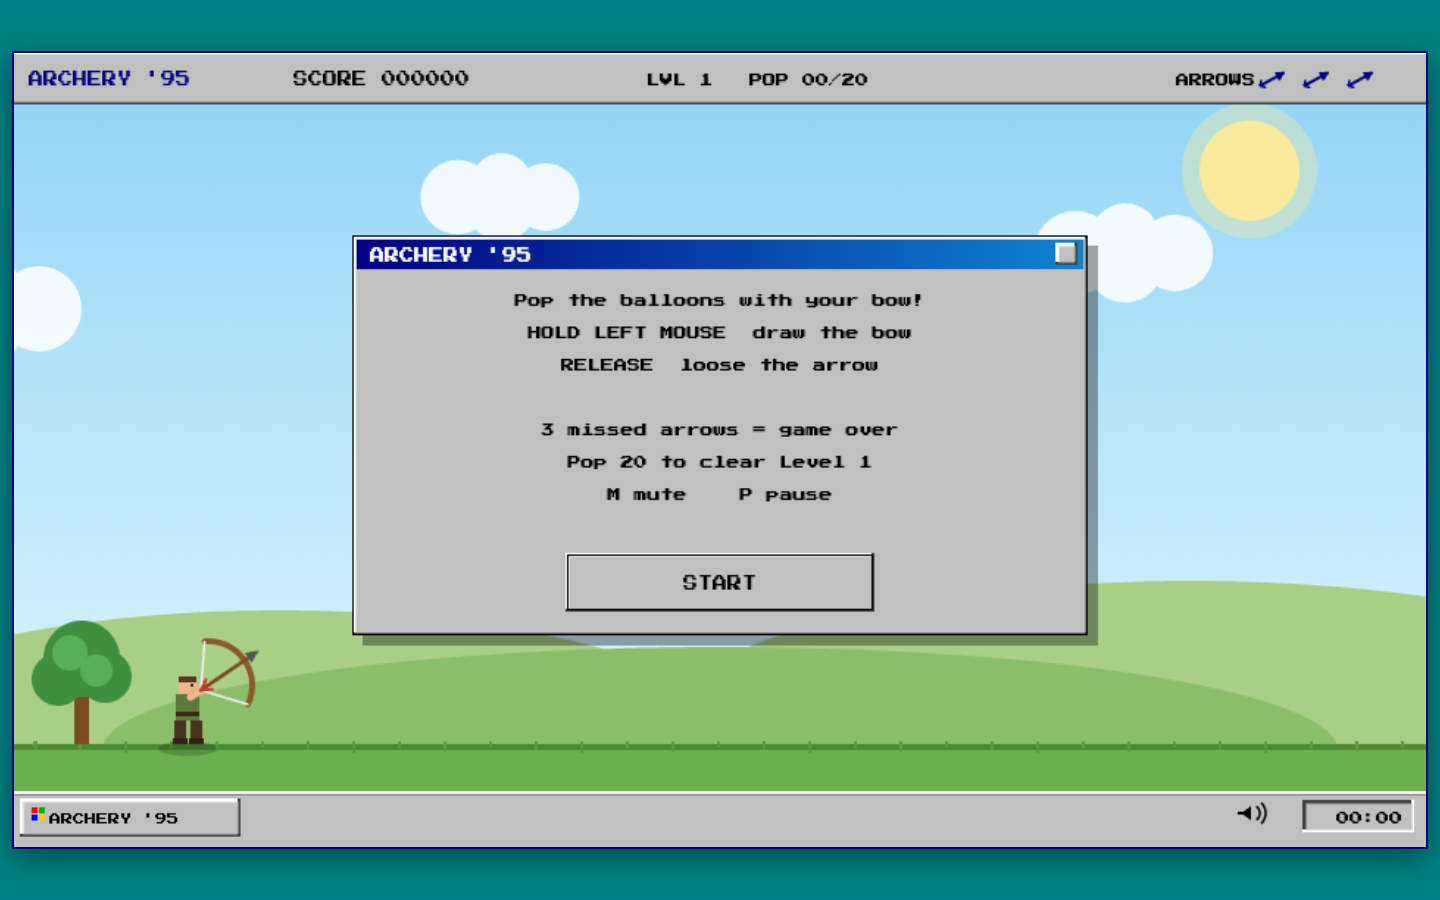 ARCHERY '95 SCORE 000000 LVL 1 POP 00/20 ARROWS
ARCHERY '95
Pop the balloons with your bow!
HOLD LEFT MOUSE draw the bow
RELEASE loose the arrow
3 missed arrows = game over
Pop 20 to clear Level 1
M mute P pause
START
ARCHERY '95 00:00